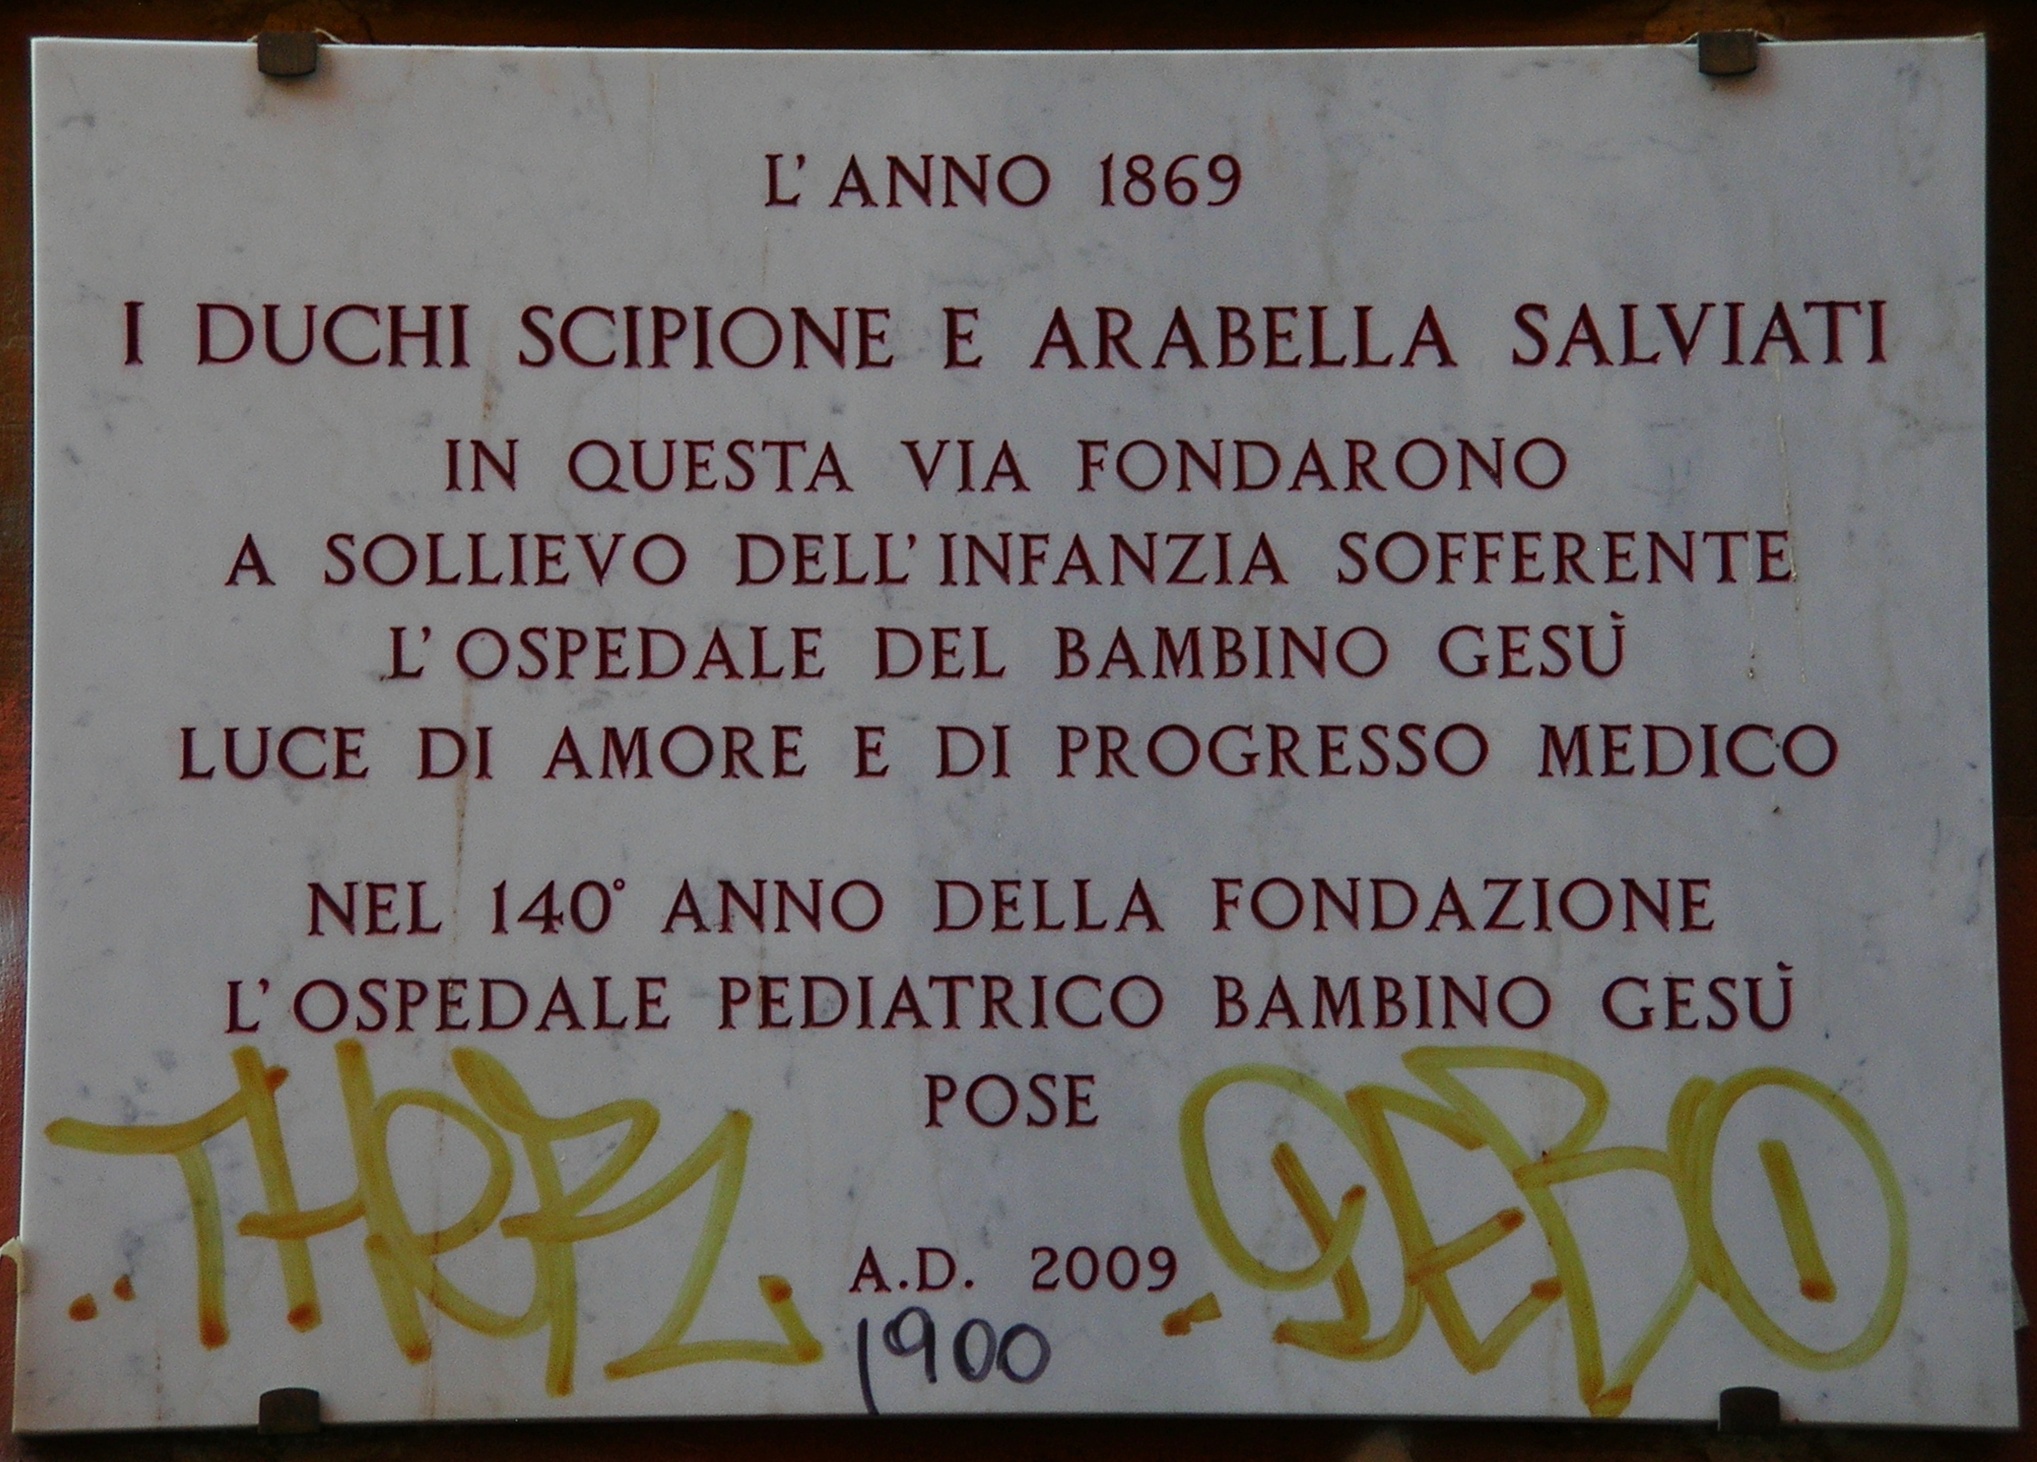 L'ANNO 1869
I DUCHI SCIPIONE E ARABELLA SALVIATI
IN QUESTA VIA FONDARONO
A SOLLIEVO DELL'INFANZIA SOFFERENTE
L'OSPEDALE DEL BAMBINO GESÙ
LUCE DI AMORE E DI PROGRESSO MEDICO
NEL 140° ANNO DELLA FONDAZIONE
L'OSPEDALE PEDIATRICO BAMBINO GESÙ
POSE
A.D. 2009
1900